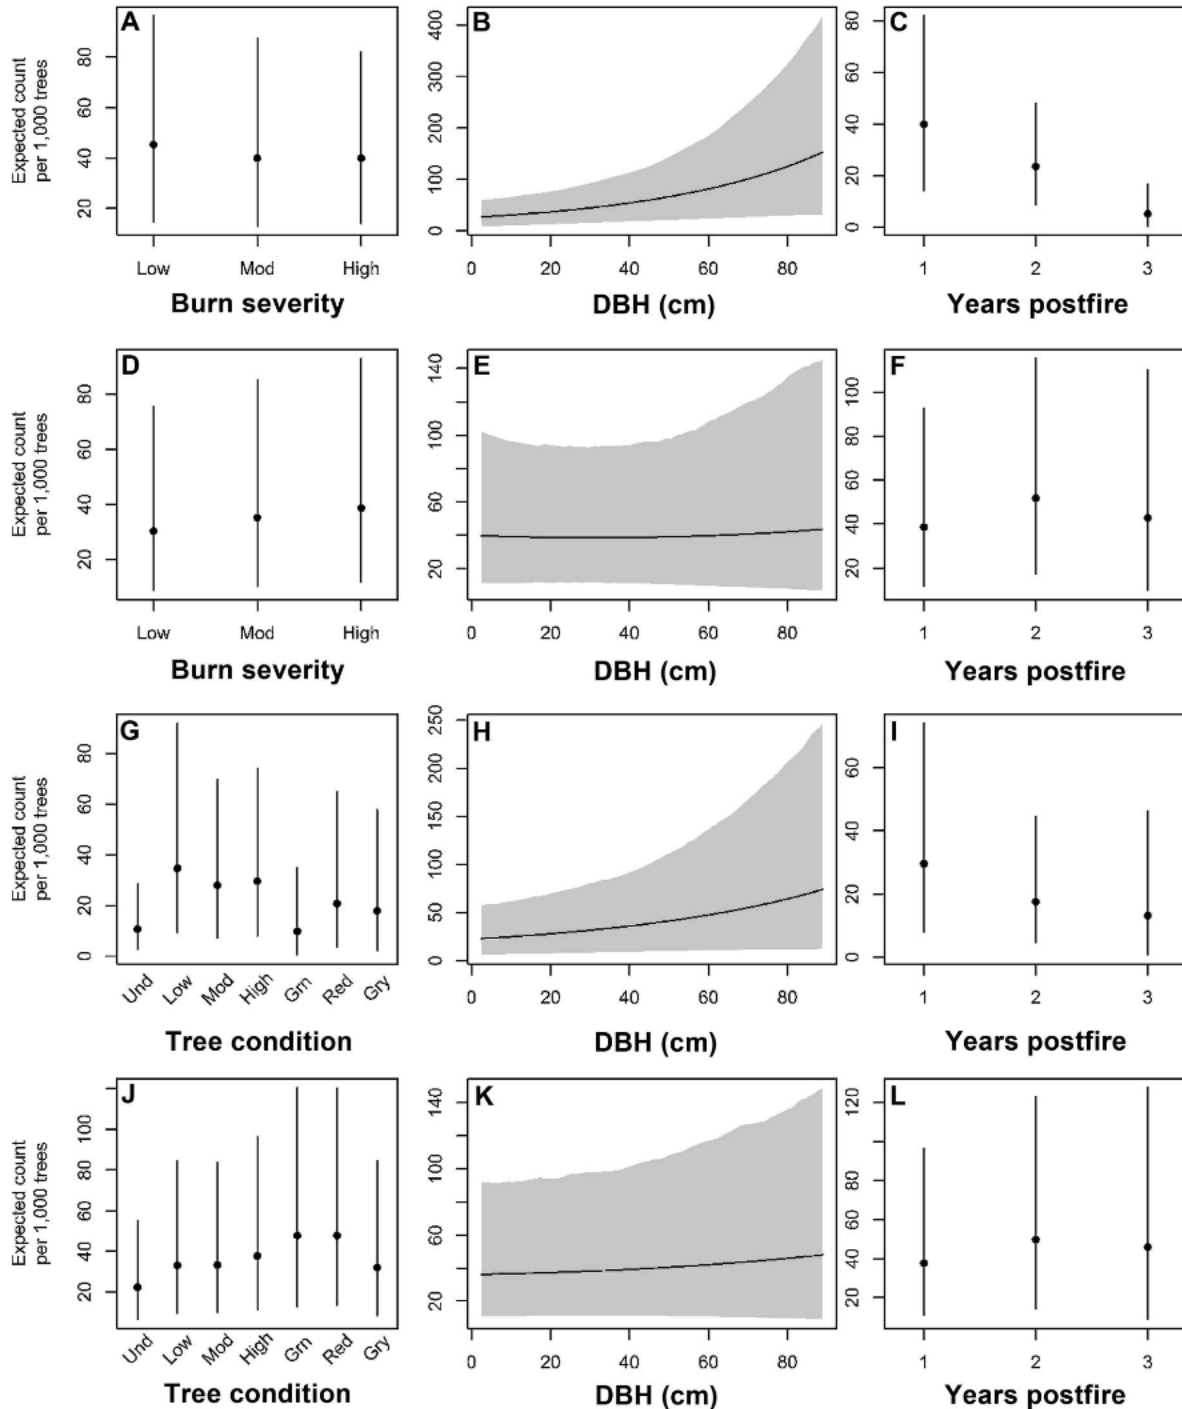 A
B
C
Expected count
per 1,000 trees
80
60
40
20
400
300
200
100
0
80
60
40
20
0
Low Mod High
0 20 40 60 80
1 2 3
Burn severity
DBH (cm)
Years postfire
D
E
F
Expected count
per 1,000 trees
80
60
40
20
140
100
60
20
100
80
60
40
20
Low Mod High
0 20 40 60 80
1 2 3
Burn severity
DBH (cm)
Years postfire
G
H
I
Expected count
per 1,000 trees
80
60
40
20
0
250
200
150
100
50
0
60
40
20
0
Und Low Mod High Grn Red Gry
0 20 40 60 80
1 2 3
Tree condition
DBH (cm)
Years postfire
J
K
L
Expected count
per 1,000 trees
100
80
60
40
20
140
100
60
20
120
80
60
40
20
Und Low Mod High Grn Red Gry
0 20 40 60 80
1 2 3
Tree condition
DBH (cm)
Years postfire